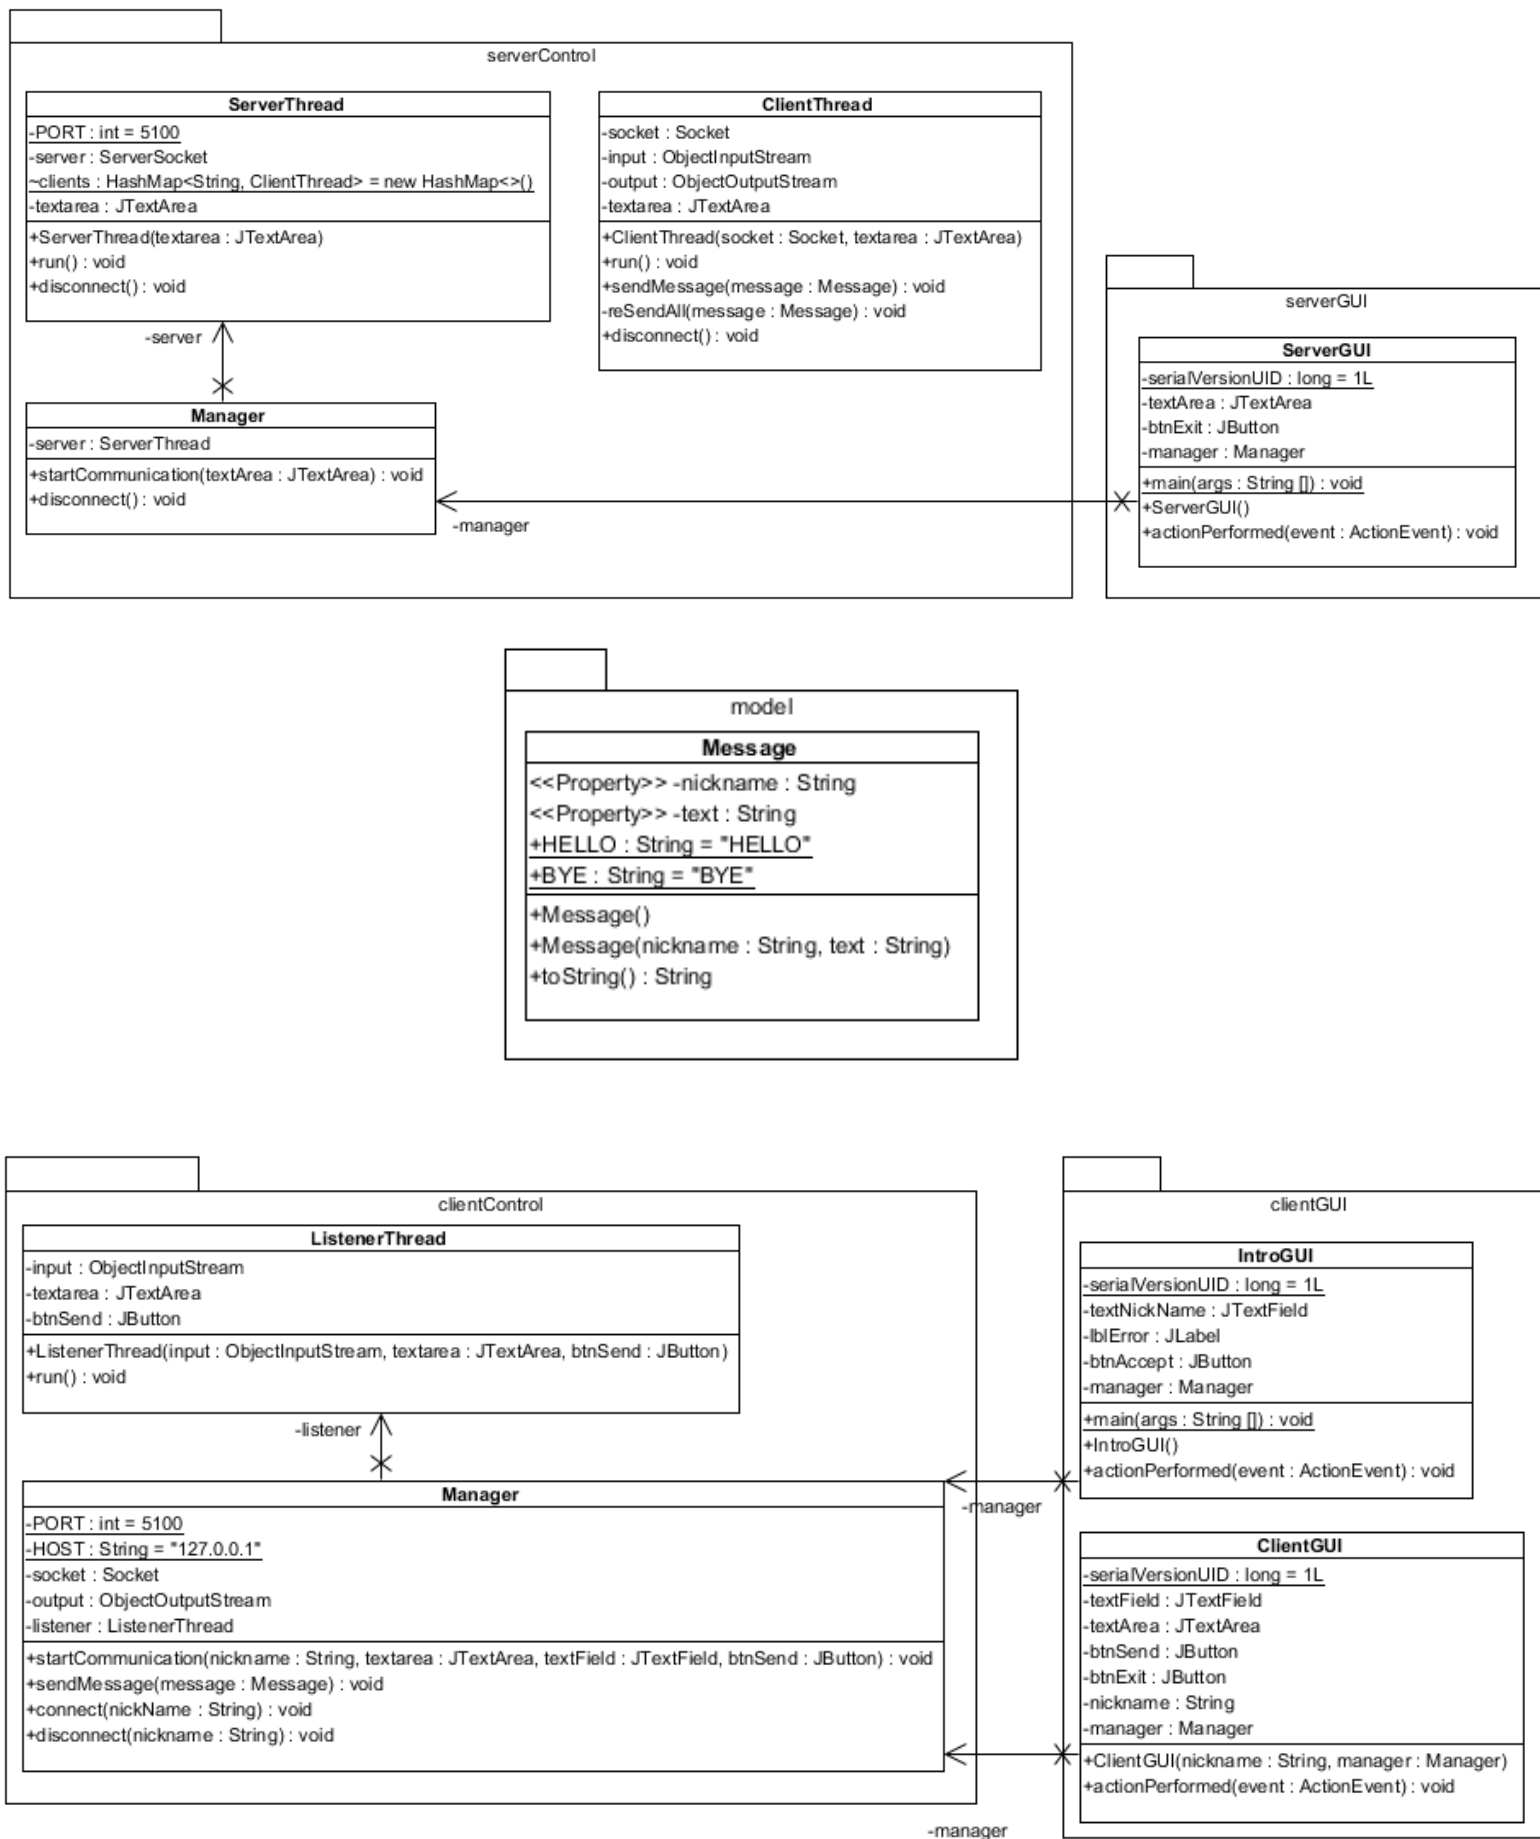 serverControl
ServerThread
-PORT : int = 5100
-server : ServerSocket
~clients : HashMap<String, ClientThread> = new HashMap<>()
-textarea : JTextArea
+ServerThread(textarea : JTextArea)
+run() : void
+disconnect() : void
ClientThread
-socket : Socket
-input : ObjectInputStream
-output : ObjectOutputStream
-textarea : JTextArea
+ClientThread(socket : Socket, textarea : JTextArea)
+run() : void
+sendMessage(message : Message) : void
-reSendAll(message : Message) : void
+disconnect() : void
-server
Manager
-server : ServerThread
+startCommunication(textArea : JTextArea) : void
+disconnect() : void
-manager
serverGUI
ServerGUI
-serialVersionUID : long = 1L
-textArea : JTextArea
-btnExit : JButton
-manager : Manager
+main(args : String []) : void
+ServerGUI()
+actionPerformed(event : ActionEvent) : void
model
Message
<<Property>> -nickname : String
<<Property>> -text : String
+HELLO : String = "HELLO"
+BYE : String = "BYE"
+Message()
+Message(nickname : String, text : String)
+toString() : String
clientControl
ListenerThread
-input : ObjectInputStream
-textarea : JTextArea
-btnSend : JButton
+ListenerThread(input : ObjectInputStream, textarea : JTextArea, btnSend : JButton)
+run() : void
-listener
Manager
-PORT : int = 5100
-HOST : String = "127.0.0.1"
-socket : Socket
-output : ObjectOutputStream
-listener : ListenerThread
+startCommunication(nickname : String, textarea : JTextArea, textField : JTextField, btnSend : JButton) : void
+sendMessage(message : Message) : void
+connect(nickName : String) : void
+disconnect(nickname : String) : void
clientGUI
IntroGUI
-serialVersionUID : long = 1L
-textNickName : JTextField
-lblError : JLabel
-btnAccept : JButton
-manager : Manager
+main(args : String []) : void
+IntroGUI()
+actionPerformed(event : ActionEvent) : void
-manager
ClientGUI
-serialVersionUID : long = 1L
-textField : JTextField
-textArea : JTextArea
-btnSend : JButton
-btnExit : JButton
-nickname : String
-manager : Manager
+ClientGUI(nickname : String, manager : Manager)
+actionPerformed(event : ActionEvent) : void
-manager